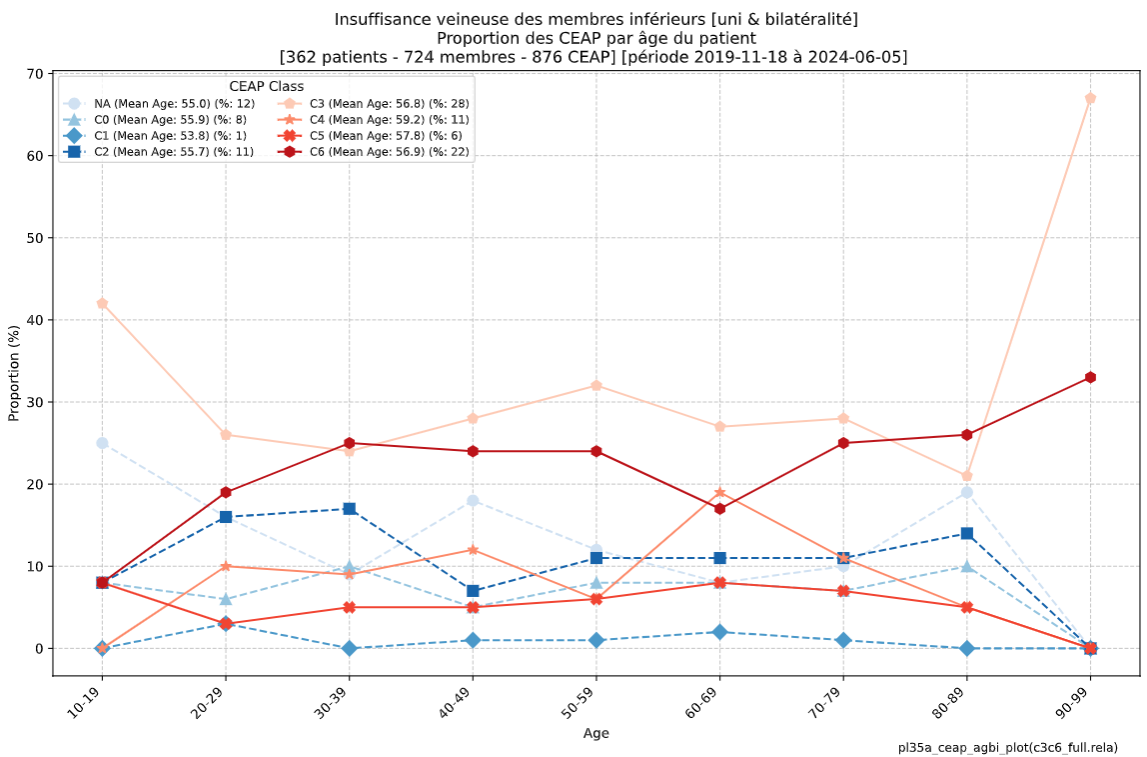 Insuffisance veineuse des membres inférieurs [uni & bilatéralité]
Proportion des CEAP par âge du patient
[362 patients - 724 membres - 876 CEAP] [période 2019-11-18 à 2024-06-05]
CEAP Class
NA (Mean Age: 55.0) (%: 12)
C0 (Mean Age: 55.9) (%: 8)
C1 (Mean Age: 53.8) (%: 1)
C2 (Mean Age: 55.7) (%: 11)
C3 (Mean Age: 56.8) (%: 28)
C4 (Mean Age: 59.2) (%: 11)
C5 (Mean Age: 57.8) (%: 6)
C6 (Mean Age: 56.9) (%: 22)
Proportion (%)
70
60
50
40
30
20
10
0
10-19
20-29
30-39
40-49
50-59
60-69
70-79
80-89
90-99
Age
pl35a_ceap_agbi_plot(c3c6_full.rela)